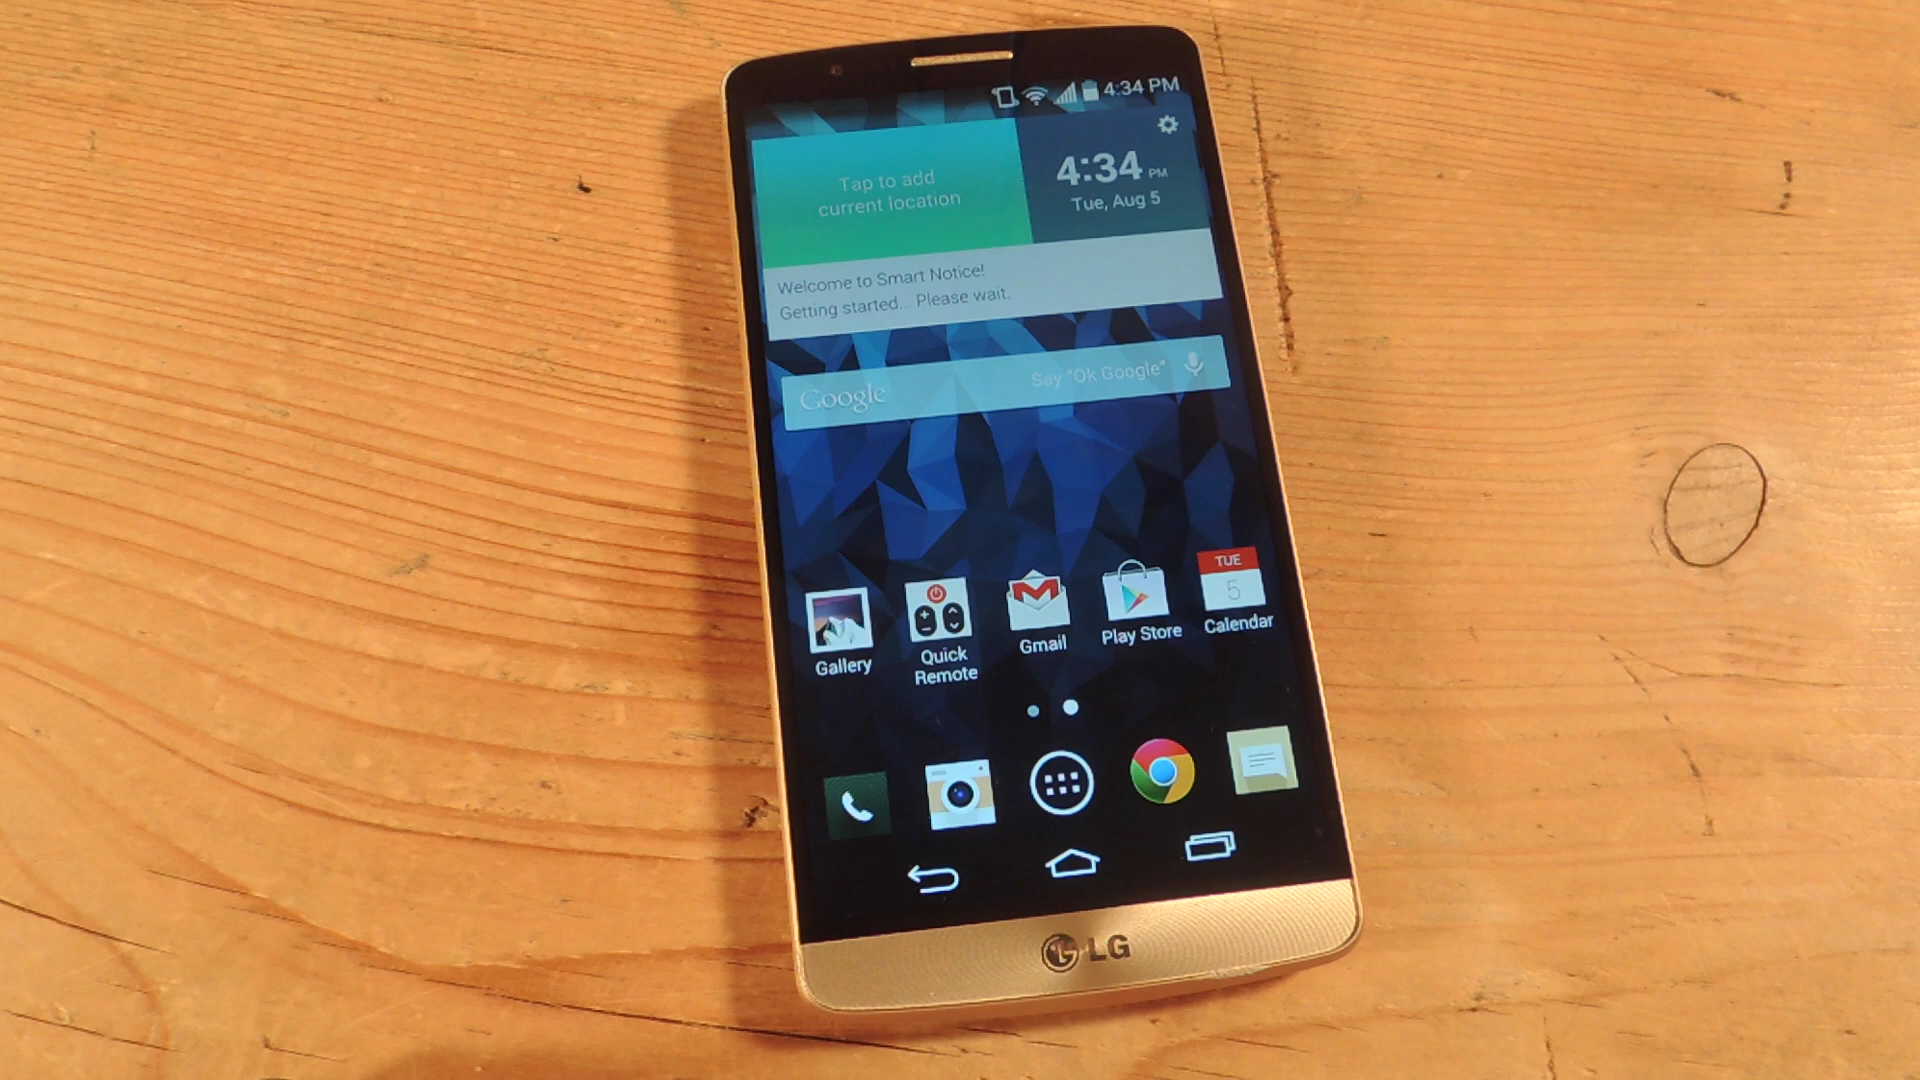 4:34 PM
Tap to add
current location
4:34 PM
Tue, Aug 5
Welcome to Smart Notice!
Getting started... Please wait.
Google
Say "Ok Google"
TUE
5
Gallery
Quick
Remote
Gmail
Play Store
Calendar
LG